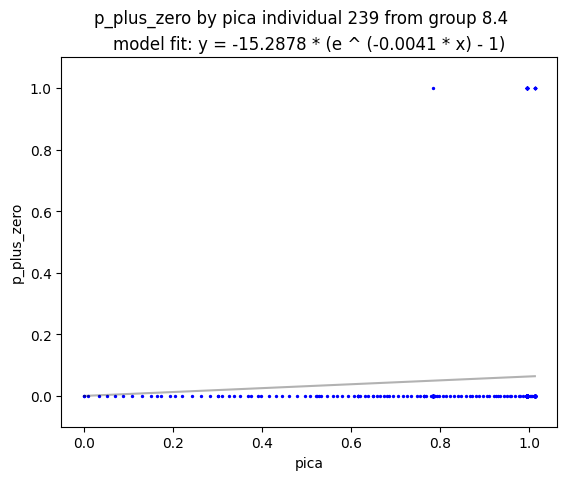 p_plus_zero by pica individual 239 from group 8.4
model fit: y = -15.2878 * (e ^ (-0.0041 * x) - 1)
1.0
0.8
0.6
0.4
0.2
0.0
p_plus_zero
0.0 0.2 0.4 0.6 0.8 1.0
pica